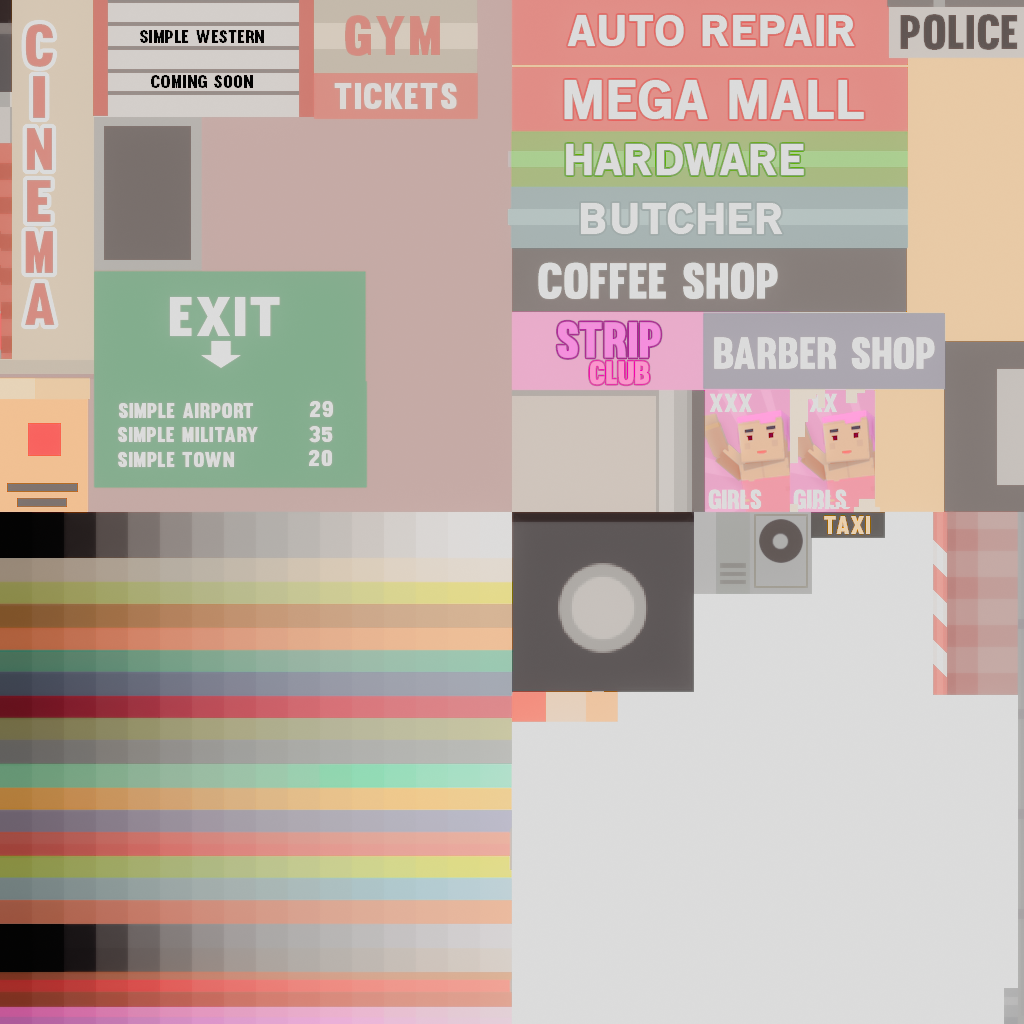 CINEMA
SIMPLE WESTERN
COMING SOON
GYM
TICKETS
EXIT
SIMPLE AIRPORT 29
SIMPLE MILITARY 35
SIMPLE TOWN 20
AUTO REPAIR
POLICE
MEGA MALL
HARDWARE
BUTCHER
COFFEE SHOP
STRIP
CLUB
BARBER SHOP
XXX
XX
GIRLS
GIRLS
TAXI